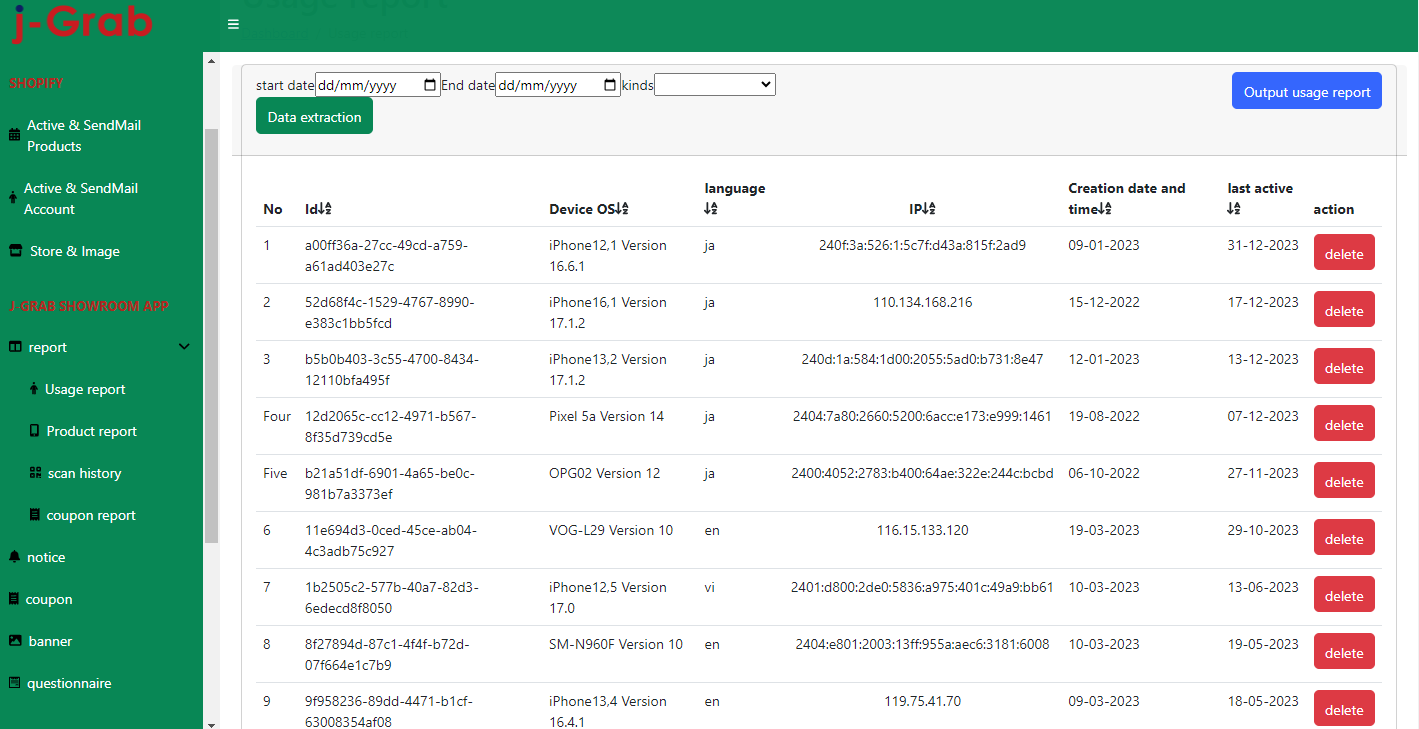 j-Grab
Usage report
SHOPIFY
Active & SendMail
Products
Active & SendMail
Account
Store & Image
J-GRAB SHOWROOM APP
report
Usage report
Product report
scan history
coupon report
notice
coupon
banner
questionnaire
start date dd/mm/yyyy End date dd/mm/yyyy kinds
Output usage report
Data extraction
No Id Device OS language IP Creation date and time last active action
1 a00ff36a-27cc-49cd-a759- iPhone12,1 Version ja 240f:3a:526:1:5c7f:d43a:815f:2ad9 09-01-2023 31-12-2023 delete
a61ad403e27c 16.6.1
2 52d68f4c-1529-4767-8990- iPhone16,1 Version ja 110.134.168.216 15-12-2022 17-12-2023 delete
e383c1bb5fcd 17.1.2
3 b5b0b403-3c55-4700-8434- iPhone13,2 Version ja 240d:1a:584:1d00:2055:5ad0:b731:8e47 12-01-2023 13-12-2023 delete
12110bfa495f 17.1.2
Four 12d2065c-cc12-4971-b567- Pixel 5a Version 14 ja 2404:7a80:2660:5200:6acc:e173:e999:1461 19-08-2022 07-12-2023 delete
8f35d739cd5e
Five b21a51df-6901-4a65-be0c- OPG02 Version 12 ja 2400:4052:2783:b400:64ae:322e:244c:bcbd 06-10-2022 27-11-2023 delete
981b7a3373ef
6 11e694d3-0ced-45ce-ab04- VOG-L29 Version 10 en 116.15.133.120 19-03-2023 29-10-2023 delete
4c3adb75c927
7 1b2505c2-577b-40a7-82d3- iPhone12,5 Version vi 2401:d800:2de0:5836:a975:401c:49a9:bb61 10-03-2023 13-06-2023 delete
6edecd8f8050 17.0
8 8f27894d-87c1-4f4f-b72d- SM-N960F Version 10 en 2404:e801:2003:13ff:955a:aec6:3181:6008 10-03-2023 19-05-2023 delete
07f664e1c7b9
9 9f958236-89dd-4471-b1cf- iPhone13,4 Version en 119.75.41.70 09-03-2023 18-05-2023 delete
63008354af08 16.4.1